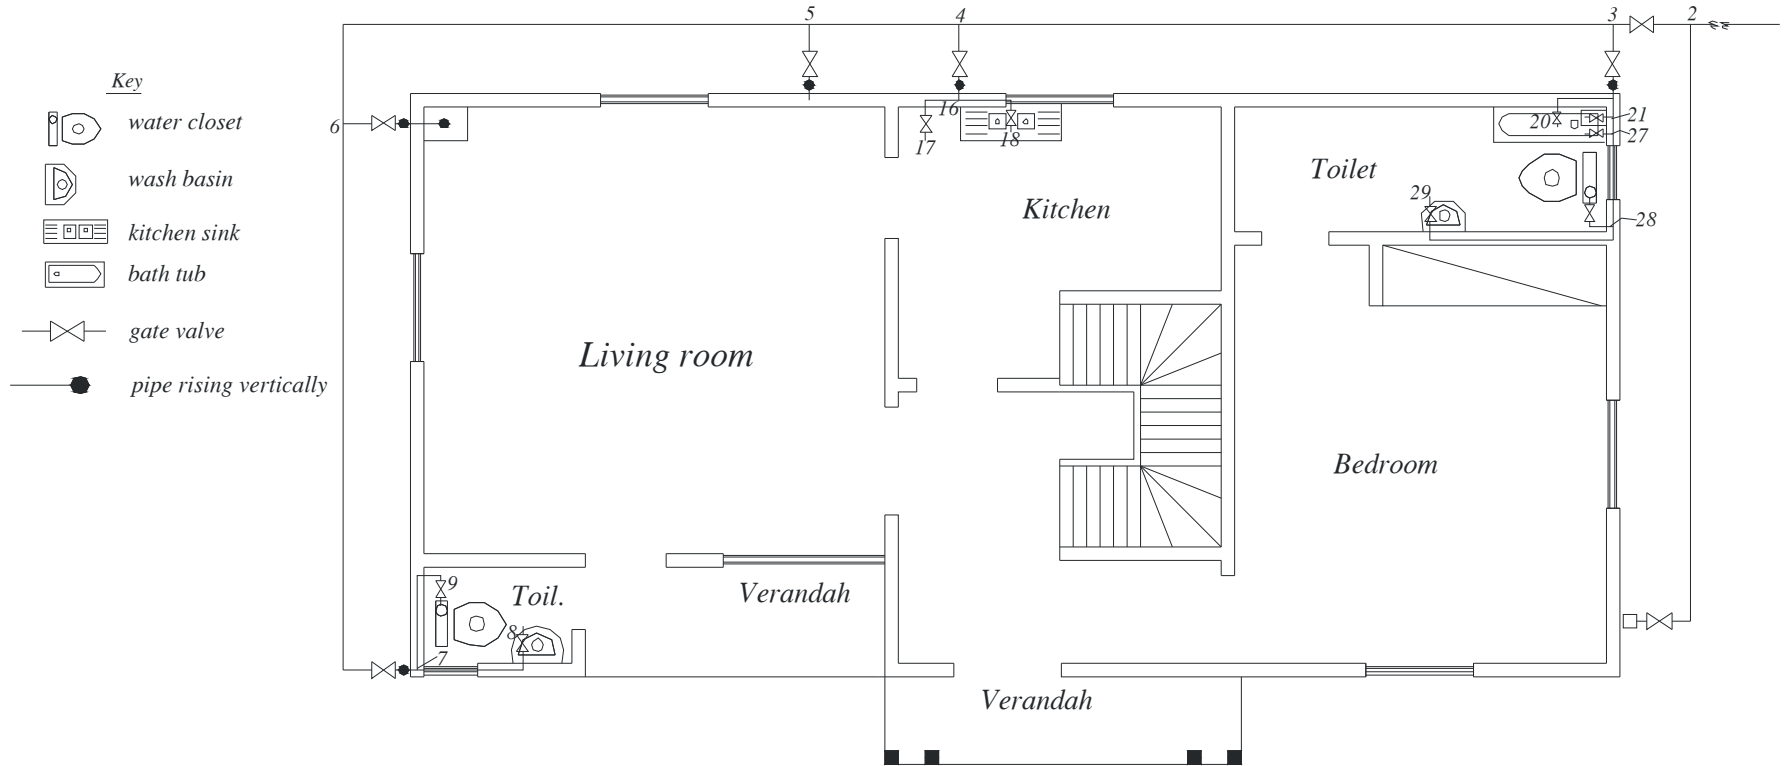 5 4 3 2
Key
water closet
6
16
20
21
wash basin
17
18
27
Toilet
29
Kitchen
28
kitchen sink
bath tub
gate valve
Living room
pipe rising vertically
Bedroom
9
Toil.
Verandah
8
7
Verandah